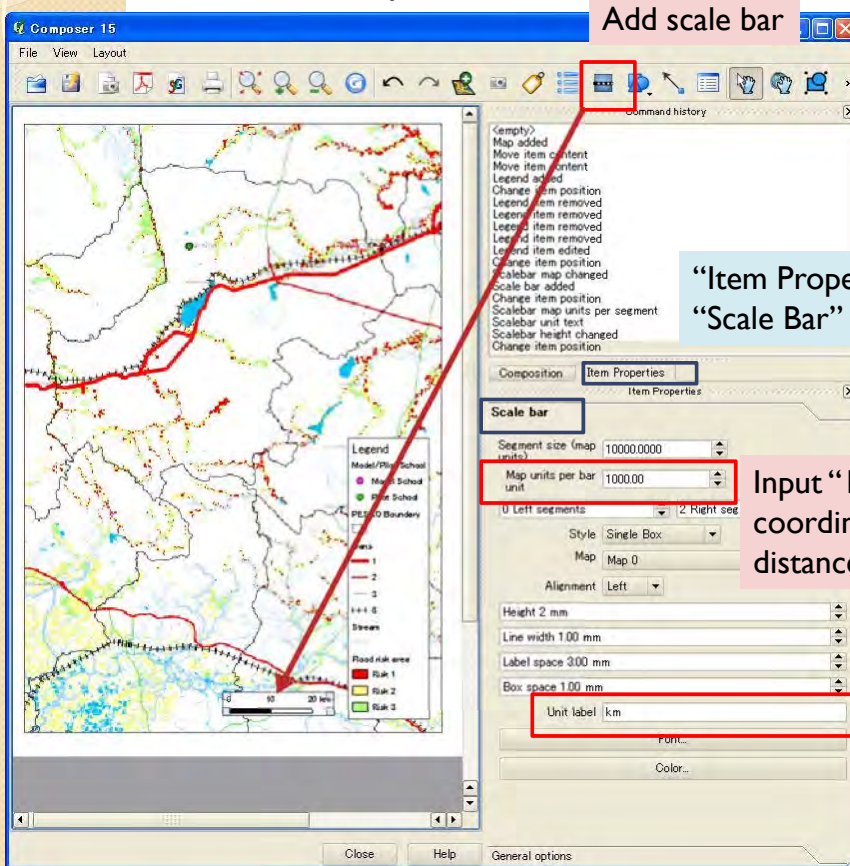 Add scale bar
Composer 15
File View Layout
Command history
<empty>
Map added
Move item content
Move item content
Legend added
Change item position
Legend item removed
Legend item removed
Legend item removed
Legend item removed
Legend item edited
Change item position
Scalebar map changed
Scale bar added
Change item position
Scalebar map units per segment
Scalebar unit text
Scalebar height changed
Change item position
“Item Prope
“Scale Bar”
Composition Item Properties
Item Properties
Scale bar
Segment size (map units) 10000.0000
Map units per bar unit 1000.00
Input “
coordin
distance
0 Left segments 2 Right seg
Style Single Box
Map Map 0
Alignment Left
Height 2 mm
Line width 1.00 mm
Label space 3.00 mm
Box space 1.00 mm
Unit label km
Font...
Color...
Legend
Model/Pilot School
Model School
Pilot School
Boundary
1
2
3
6
Stream
Flood risk area
Risk 1
Risk 2
Risk 3
0 10 20 km
Close Help General options